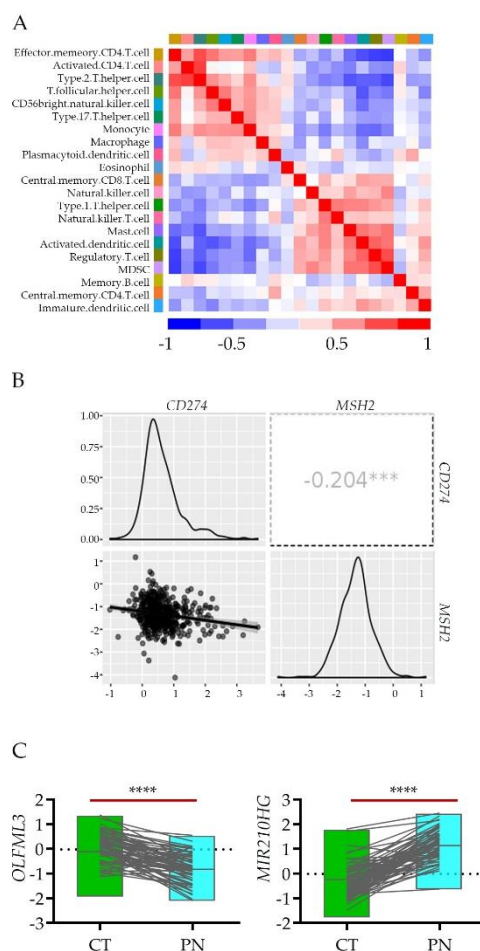 A
Effector.memeory.CD4.T.cell
Activated.CD4.T.cell
Type.2.T.helper.cell
T.follicular.helper.cell
CD56bright.natural.killer.cell
Type.17.T.helper.cell
Monocyte
Macrophage
Plasmacytoid.dendritic.cell
Eosinophil
Central.memory.CD8.T.cell
Natural.killer.cell
Type.1.T.helper.cell
Natural.killer.T.cell
Mast.cell
Activated.dendritic.cell
Regulatory.T.cell
MDSC
Memory.B.cell
Central.memory.CD4.T.cell
Immature.dendritic.cell
-1 -0.5 0.5 1
B
CD274 MSH2
1.00
0.75
0.50
0.25
0.00
-0.204***
CD274
1
0
-1
-2
-3
-4
MSH2
-1 0 1 2 3
-4 -3 -2 -1 0 1
C
****
OLFML3
2
1
0
-1
-2
-3
CT PN
****
MIR210HG
3
2
1
0
-1
-2
CT PN